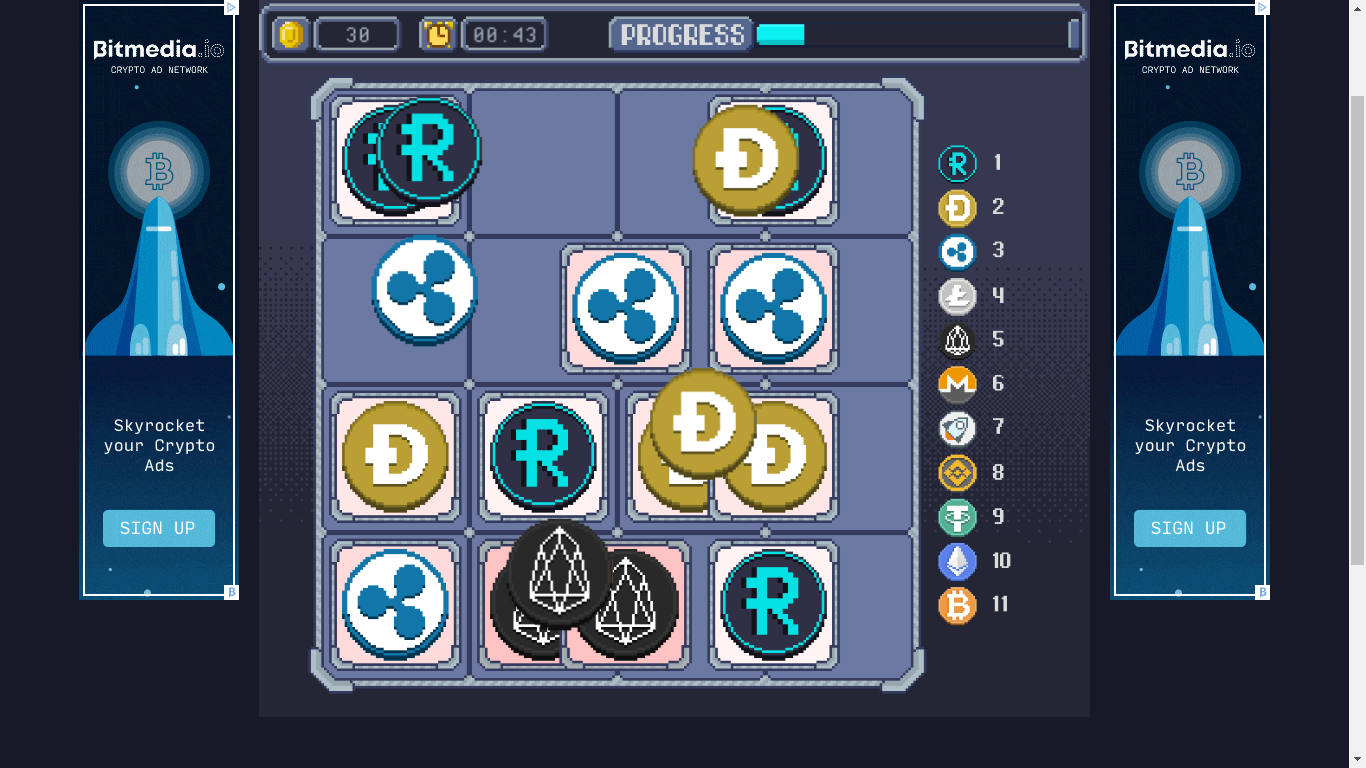 Bitmedia.io
CRYPTO AD NETWORK
Skyrocket
your Crypto
Ads
SIGN UP
B
30
00:43
PROGRESS
1
2
3
4
5
6
7
8
9
10
11
Bitmedia.io
CRYPTO AD NETWORK
Skyrocket
your Crypto
Ads
SIGN UP
B